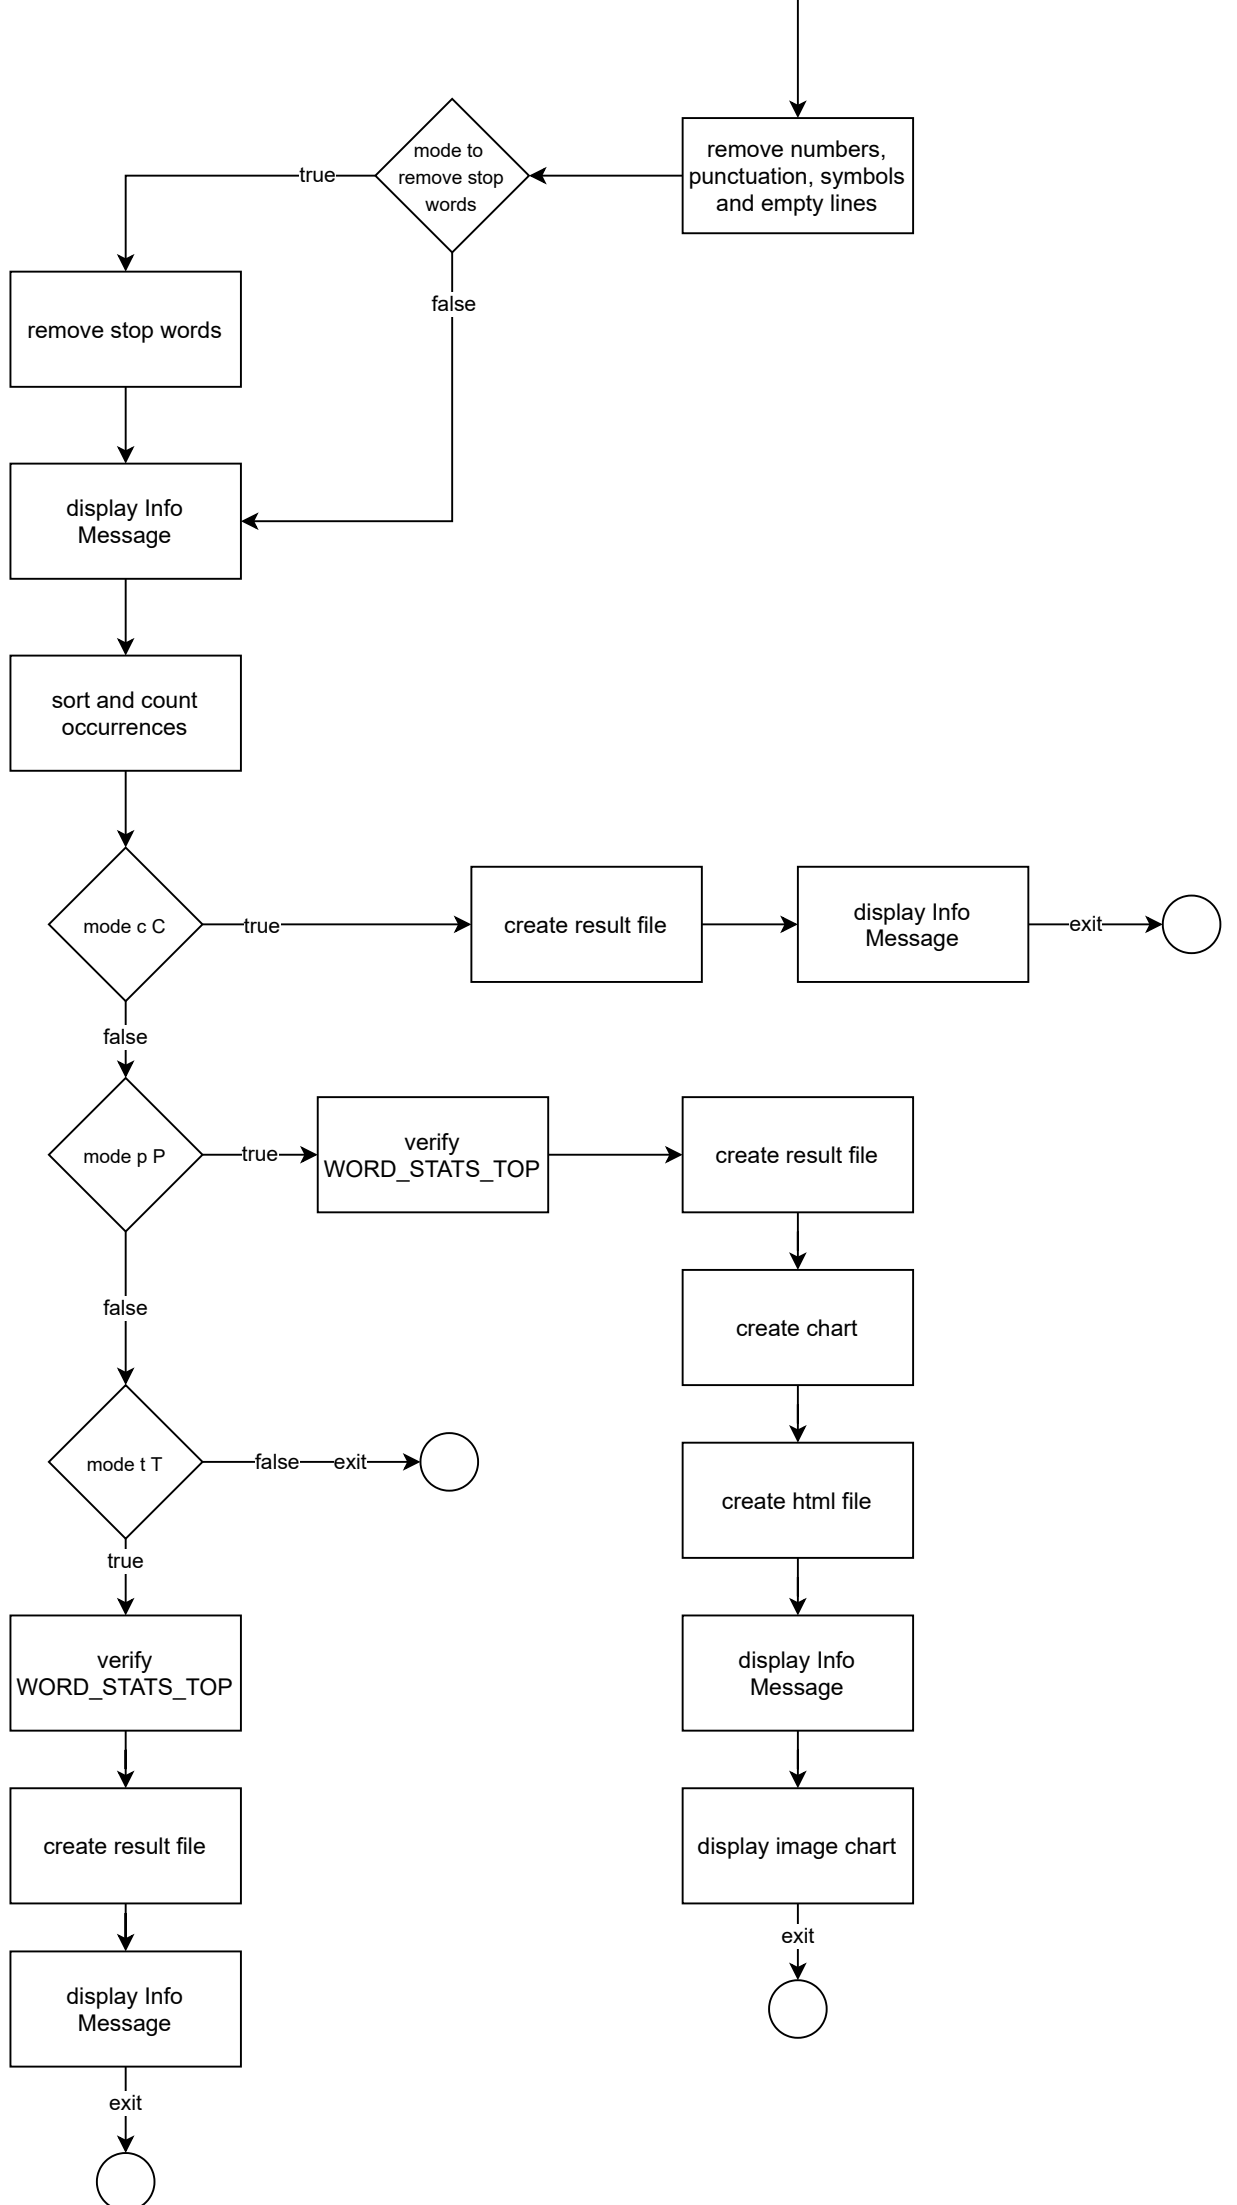 remove numbers,
punctuation, symbols
and empty lines
mode to
remove stop
words
true
false
remove stop words
display Info
Message
sort and count
occurrences
mode c C
true
create result file
display Info
Message
exit
false
mode p P
true
verify
WORD_STATS_TOP
create result file
create chart
create html file
display Info
Message
display image chart
exit
false
mode t T
false
exit
true
verify
WORD_STATS_TOP
create result file
display Info
Message
exit